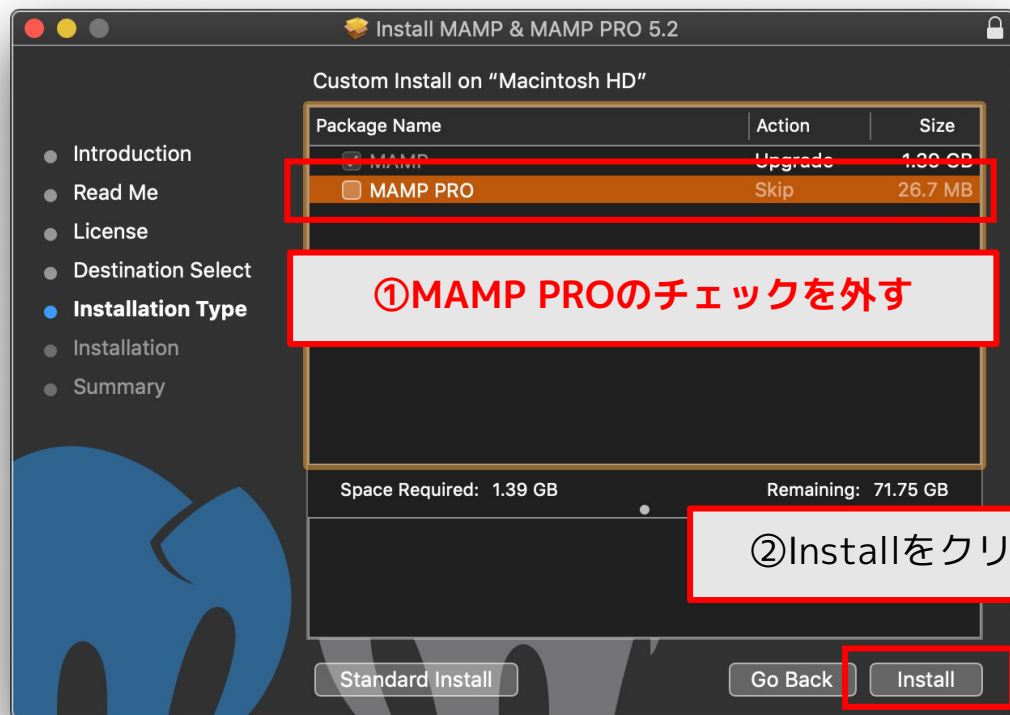 Install MAMP & MAMP PRO 5.2
Custom Install on “Macintosh HD”
Package Name Action Size
MAMP Upgrade 1.39 GB
MAMP PRO Skip 26.7 MB
Introduction
Read Me
License
Destination Select
Installation Type
Installation
Summary
①MAMP PROのチェックを外す
Space Required: 1.39 GB Remaining: 71.75 GB
②Installをクリ
Standard Install Go Back Install